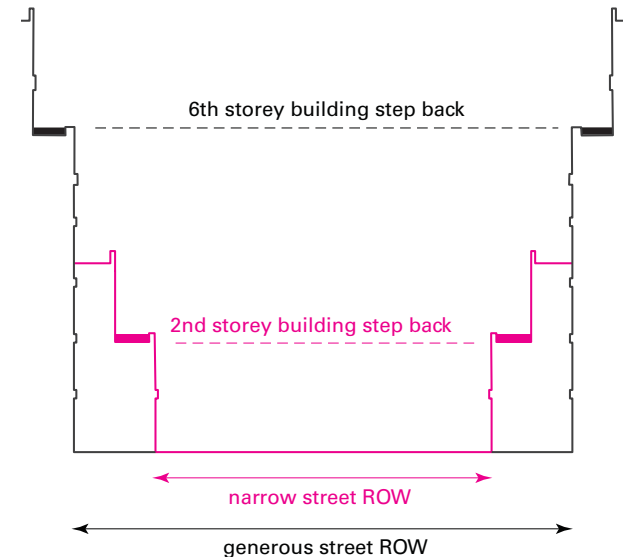 6th storey building step back
2nd storey building step back
narrow street ROW
generous street ROW